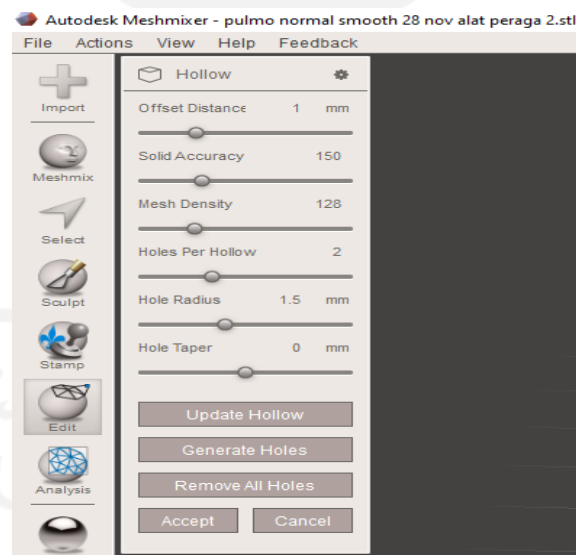 Autodesk Meshmixer - pulmo normal smooth 28 nov alat peraga 2.stl
File Actions View Help Feedback
Import
Meshmix
Select
Sculpt
Stamp
Edit
Analysis
Hollow
Offset Distance 1 mm
Solid Accuracy 150
Mesh Density 128
Holes Per Hollow 2
Hole Radius 1.5 mm
Hole Taper 0 mm
Update Hollow
Generate Holes
Remove All Holes
Accept Cancel